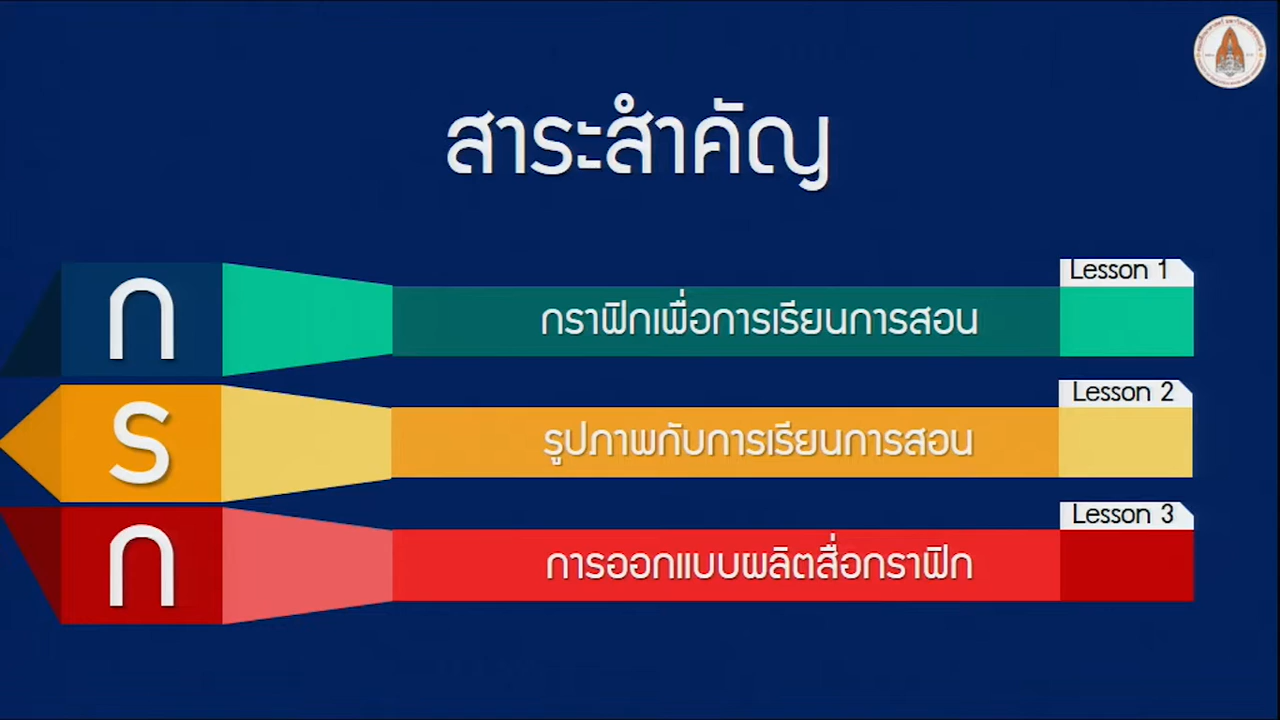 สาระสำคัญ
Lesson 1
ก
กราฟิกเพื่อการเรียนการสอน
Lesson 2
ร
รูปภาพกับการเรียนการสอน
Lesson 3
ก
การออกแบบผลิตสื่อกราฟิก